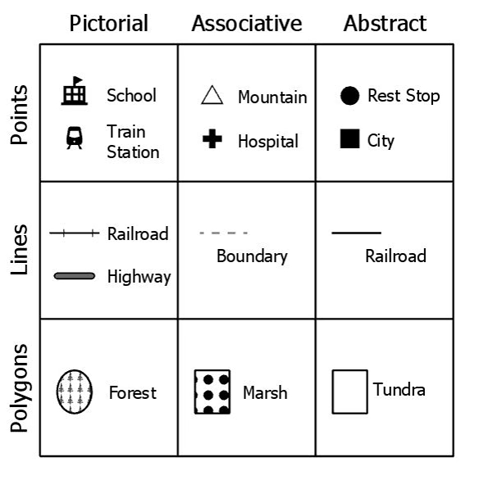 Pictorial Associative Abstract
Points
School
Train
Station
Mountain
Hospital
Rest Stop
City
Lines
Railroad
Highway
Boundary
Railroad
Polygons
Forest
Marsh
Tundra